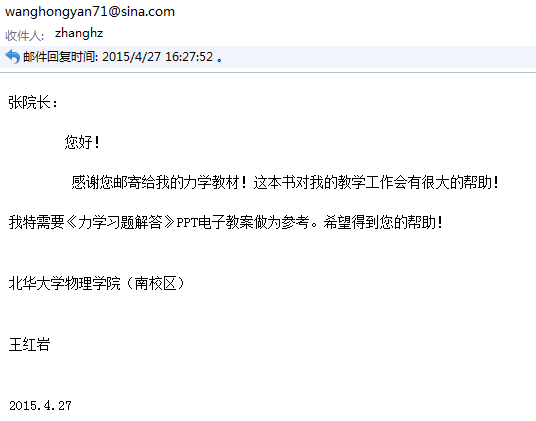 wanghongyan71@sina.com
收件人: zhanghz
邮件回复时间: 2015/4/27 16:27:52 。
张院长：
您好！
感谢您邮寄给我的力学教材！这本书对我的教学工作会有很大的帮助！
我特需要《力学习题解答》PPT电子教案做为参考。希望得到您的帮助！
北华大学物理学院（南校区）
王红岩
2015.4.27